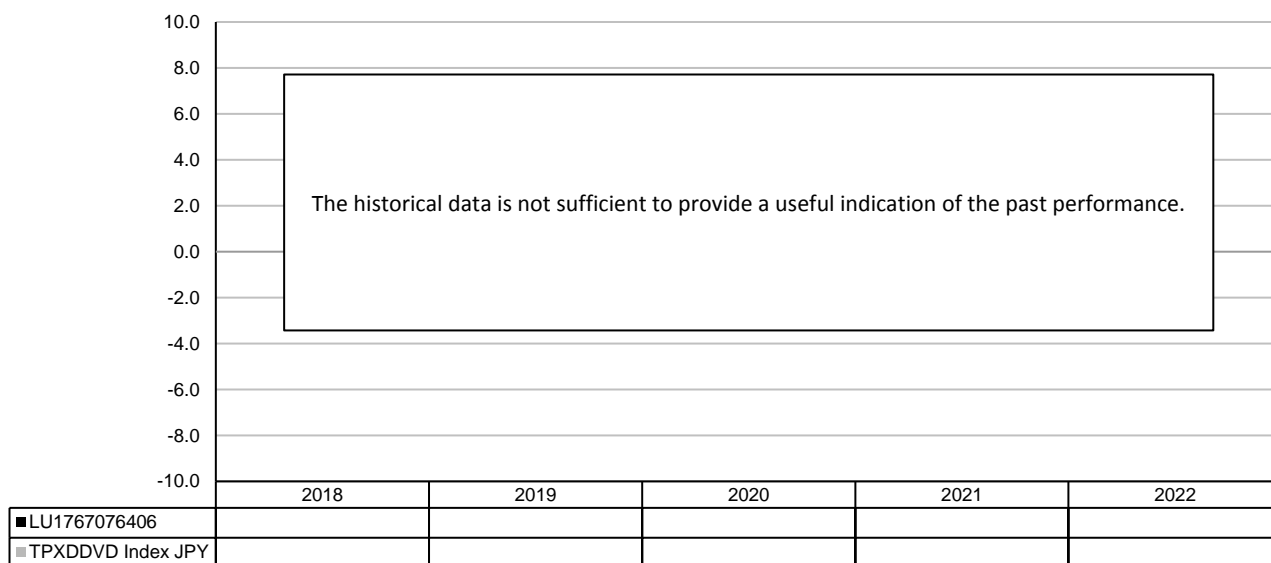 10.0
8.0
6.0
4.0
2.0
0.0
-2.0
-4.0
-6.0
-8.0
-10.0
The historical data is not sufficient to provide a useful indication of the past performance.
2018 2019 2020 2021 2022
LU1767076406
TPXDDVD Index JPY